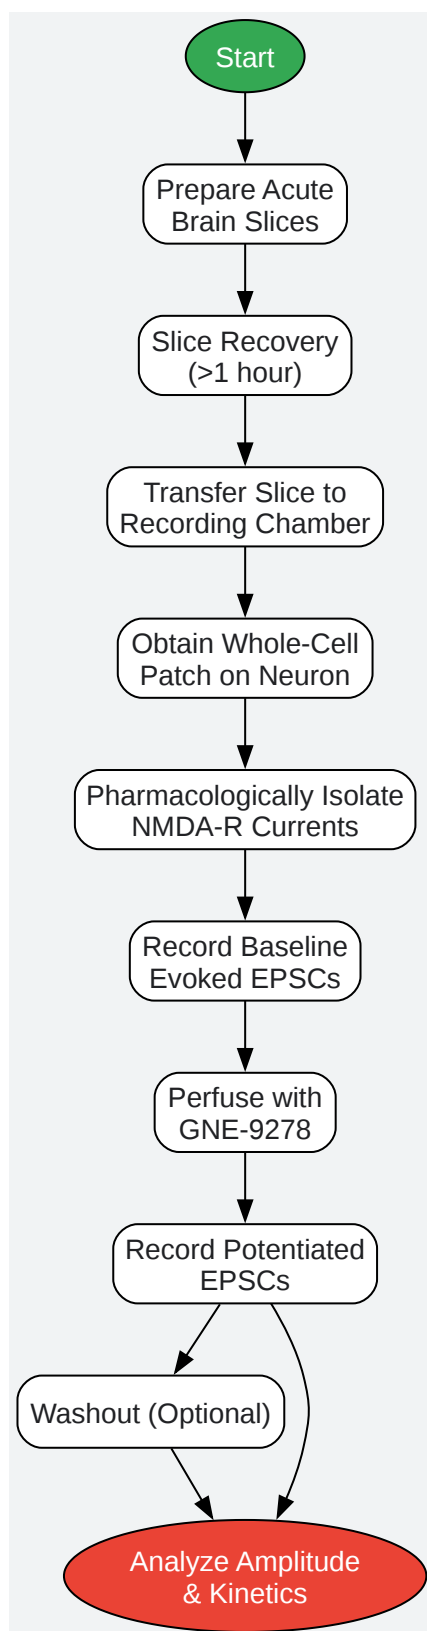 Start
Prepare Acute
Brain Slices
Slice Recovery
(>1 hour)
Transfer Slice to
Recording Chamber
Obtain Whole-Cell
Patch on Neuron
Pharmacologically Isolate
NMDA-R Currents
Record Baseline
Evoked EPSCs
Perfuse with
GNE-9278
Record Potentiated
EPSCs
Washout (Optional)
Analyze Amplitude
& Kinetics